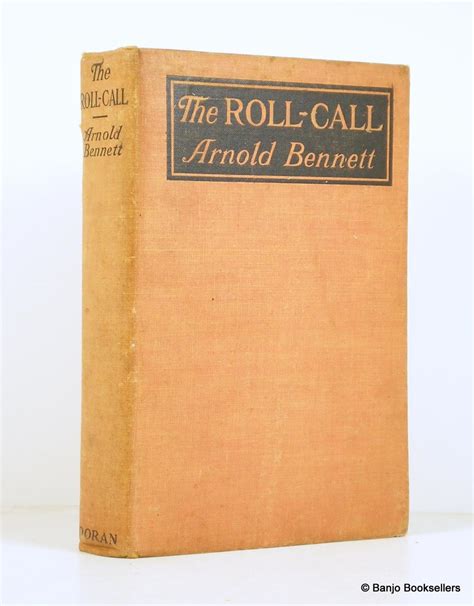 The
ROLL-CALL
Arnold
Bennett
DORAN
The ROLL-CALL
Arnold Bennett
© Banjo Booksellers